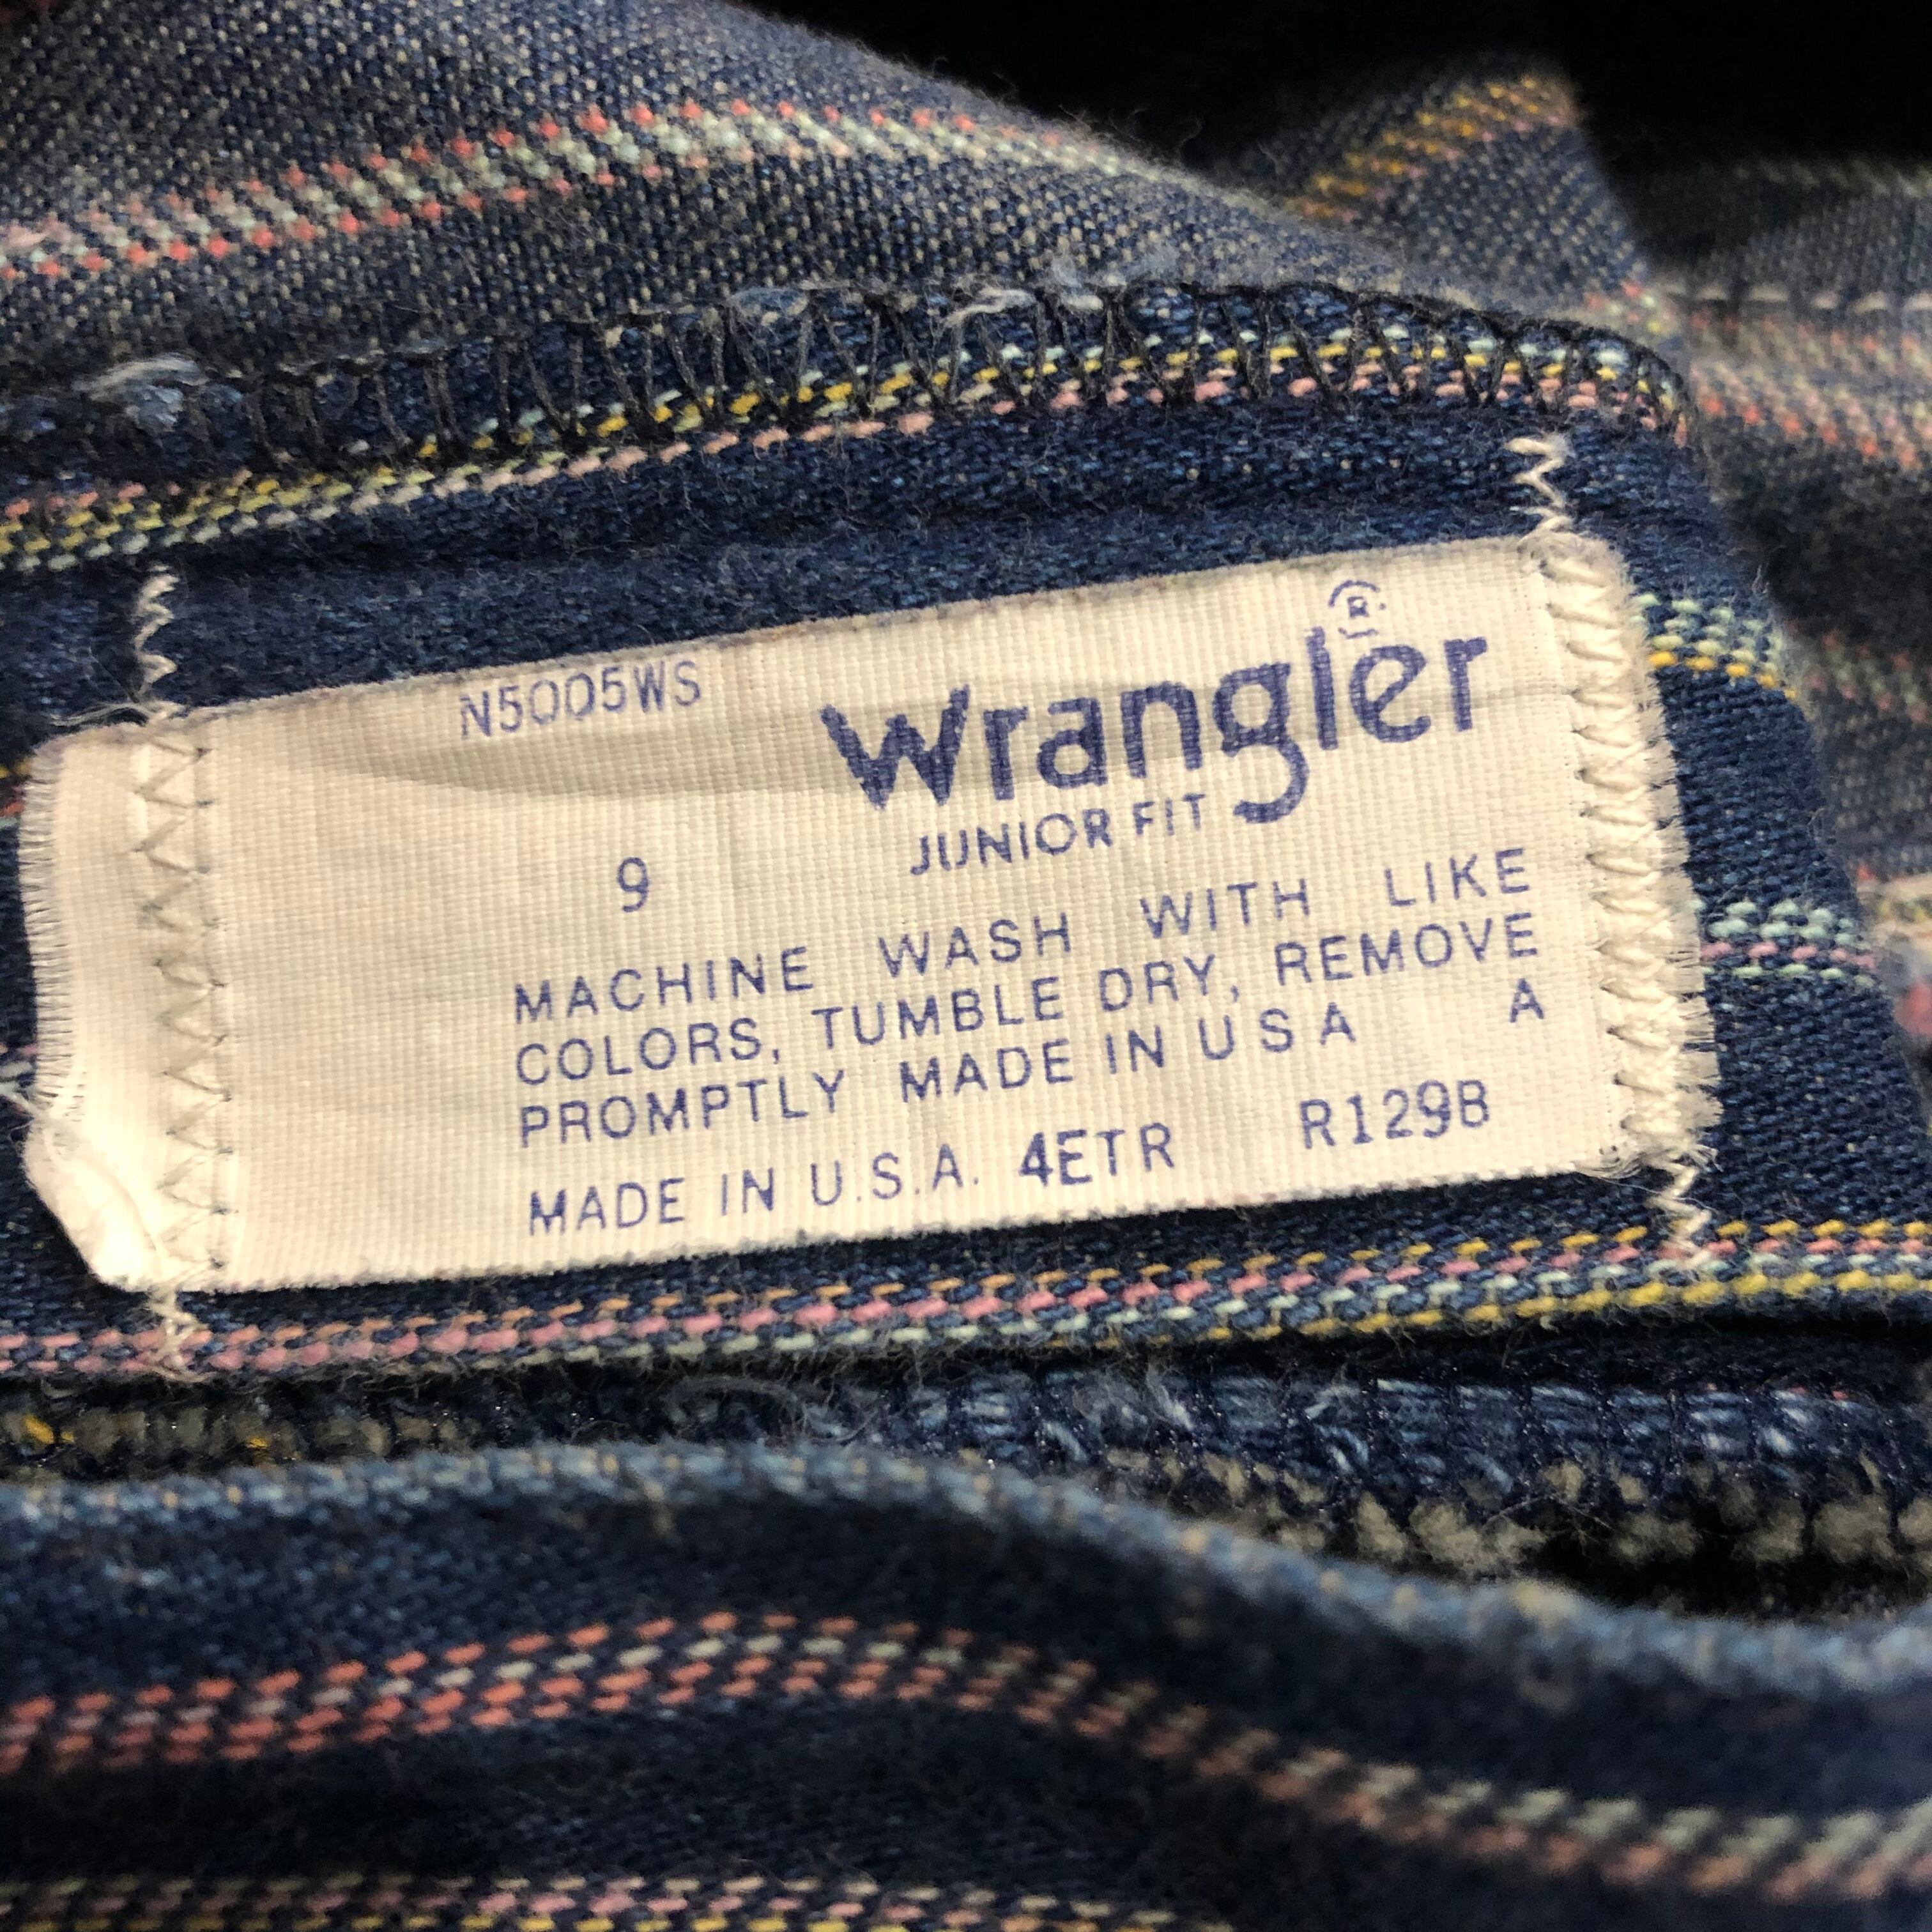 N5005WS
Wrangler®
JUNIOR FIT
9
MACHINE WASH WITH LIKE
COLORS, TUMBLE DRY, REMOVE
PROMPTLY MADE IN U S A A
MADE IN U.S.A. 4ETR R129B